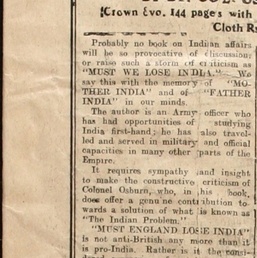 (Crown 8vo. 144 pages with
Cloth R
Probably no book on Indian affairs
will be so provocative of discussion,
or raise such a storm of criticism as
"MUST WE LOSE INDIA." We
say this with the memory of "MO-
THER INDIA" and of "FATHER
INDIA" in our minds.
The author is an Army officer who
has had opportunities of studying
India first-hand; he has also travel-
led and served in military and official
capacities in many other parts of the
Empire.
It requires sympathy and insight
to make the constructive criticism of
Colonel Osburn, who, in his book,
does offer a genuine contribution to-
wards a solution of what is known as
"The Indian Problem."
"MUST ENGLAND LOSE INDIA"
is not anti-British any more than it
is pro-India. Rather is it the